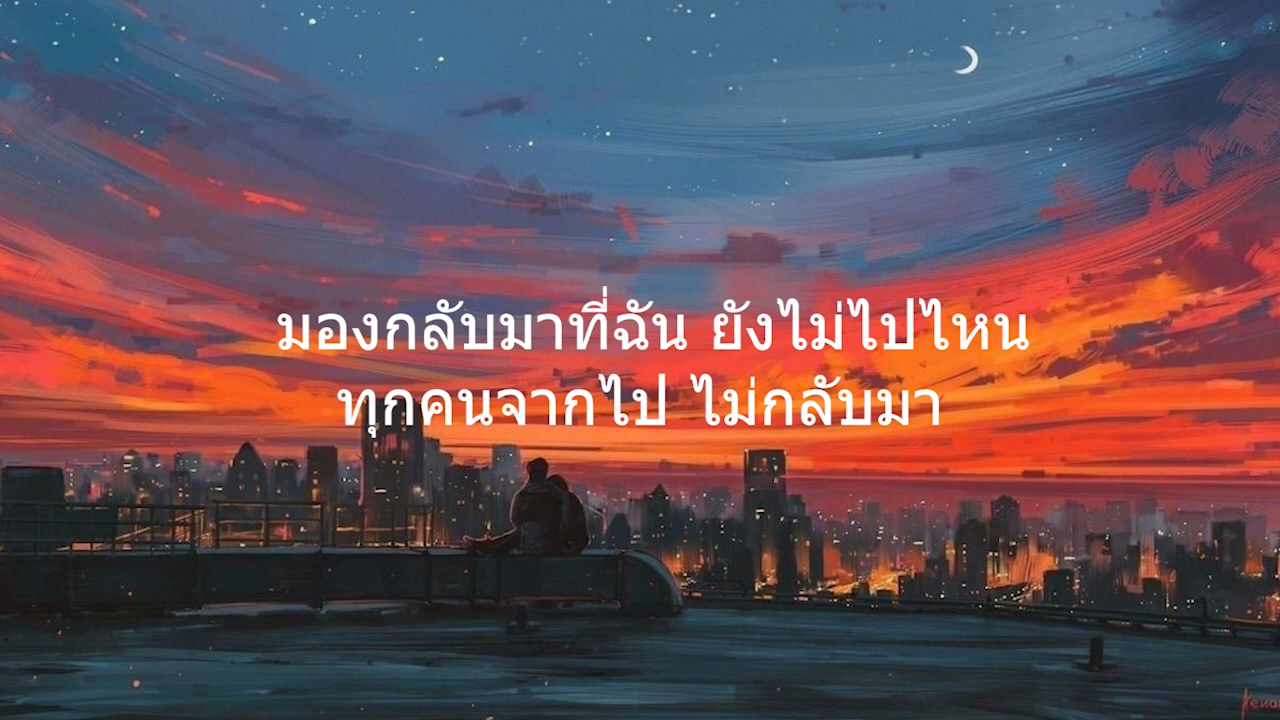 มองกลับมาที่ฉัน ยังไม่ไปไหน
ทุกคนจากไป ไม่กลับมา